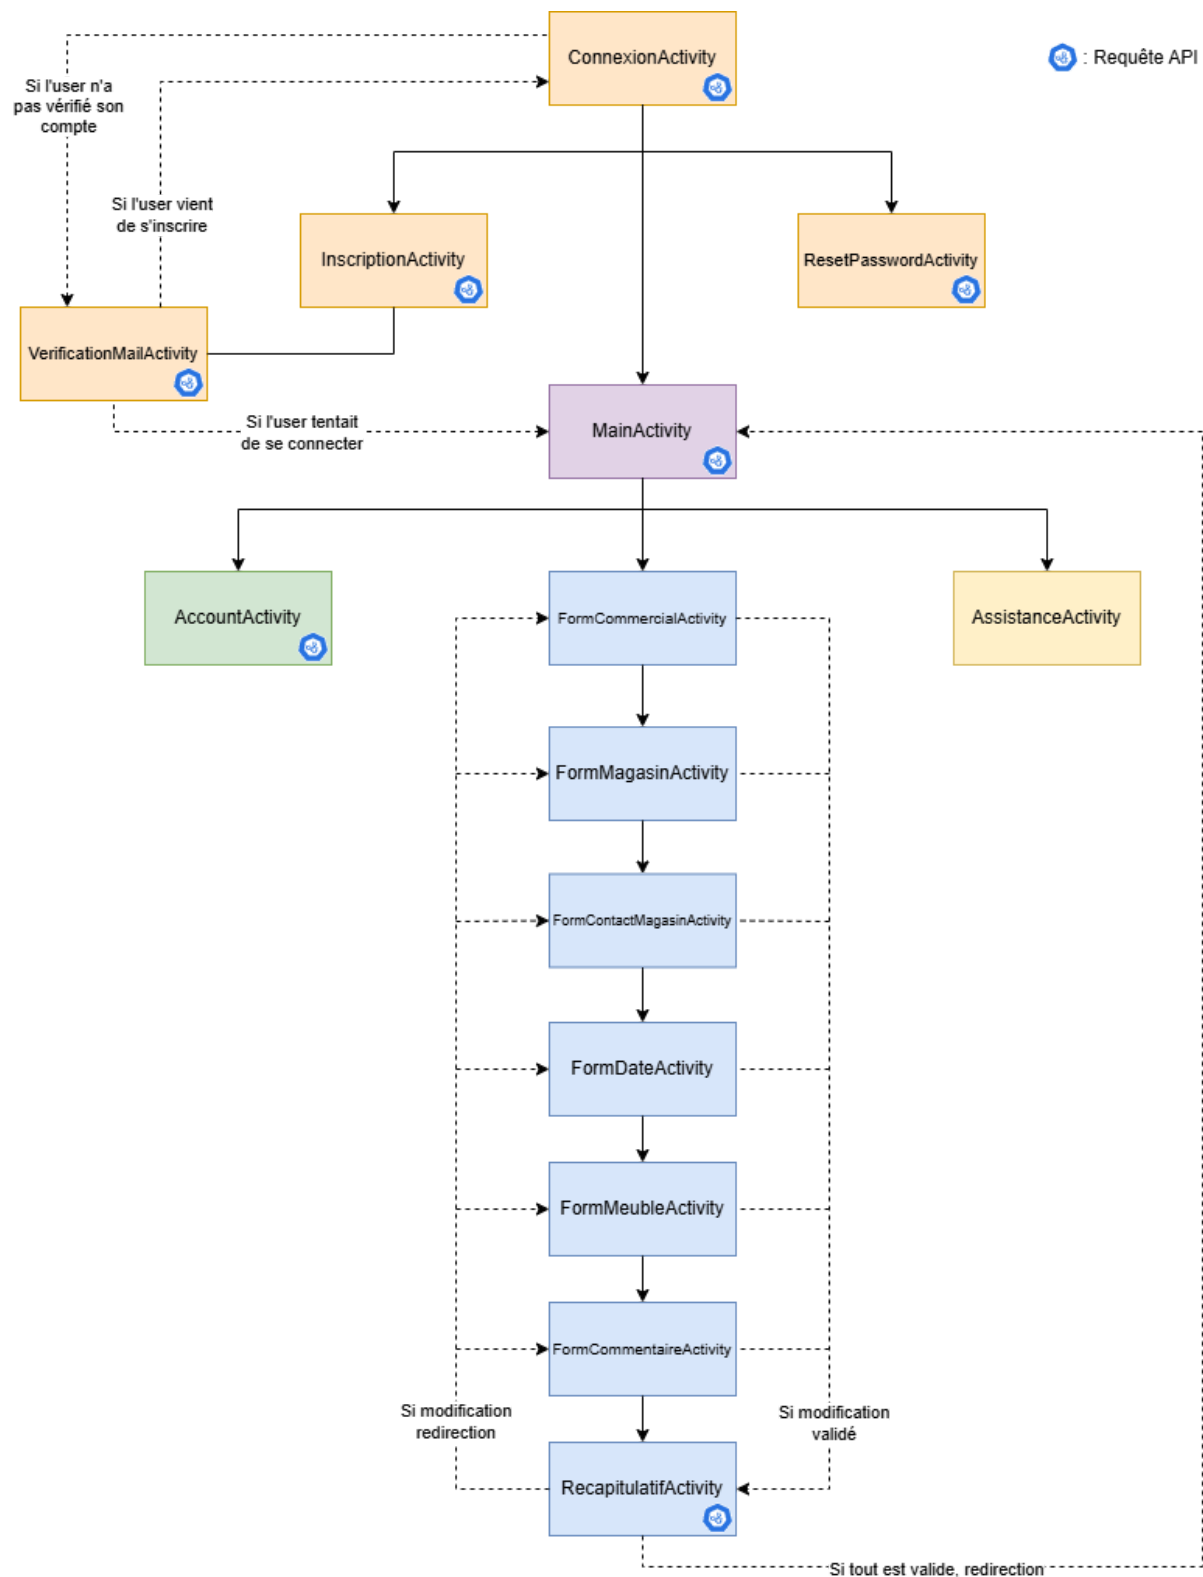 ConnexionActivity
: Requête API
Si l'user n'a
pas vérifié son
compte
Si l'user vient
de s'inscrire
InscriptionActivity
ResetPasswordActivity
VerificationMailActivity
Si l'user tentait
de se connecter
MainActivity
AccountActivity
FormCommercialActivity
AssistanceActivity
FormMagasinActivity
FormContactMagasinActivity
FormDateActivity
FormMeubleActivity
FormCommentaireActivity
Si modification
redirection
Si modification
validé
RecapitulatifActivity
Si tout est valide, redirection